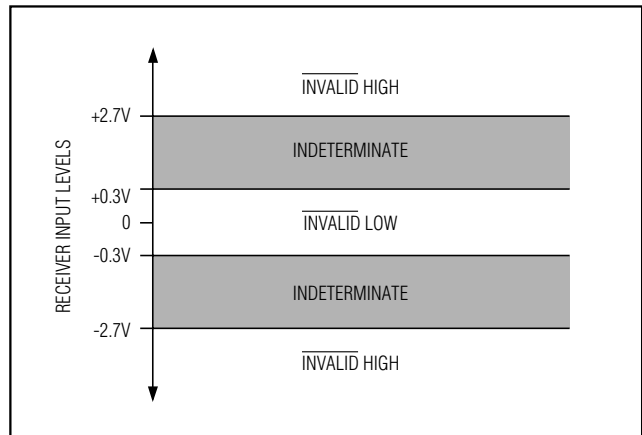 INVALID HIGH
+2.7V
INDETERMINATE
+0.3V
0
INVALID LOW
-0.3V
INDETERMINATE
-2.7V
INVALID HIGH
RECEIVER INPUT LEVELS